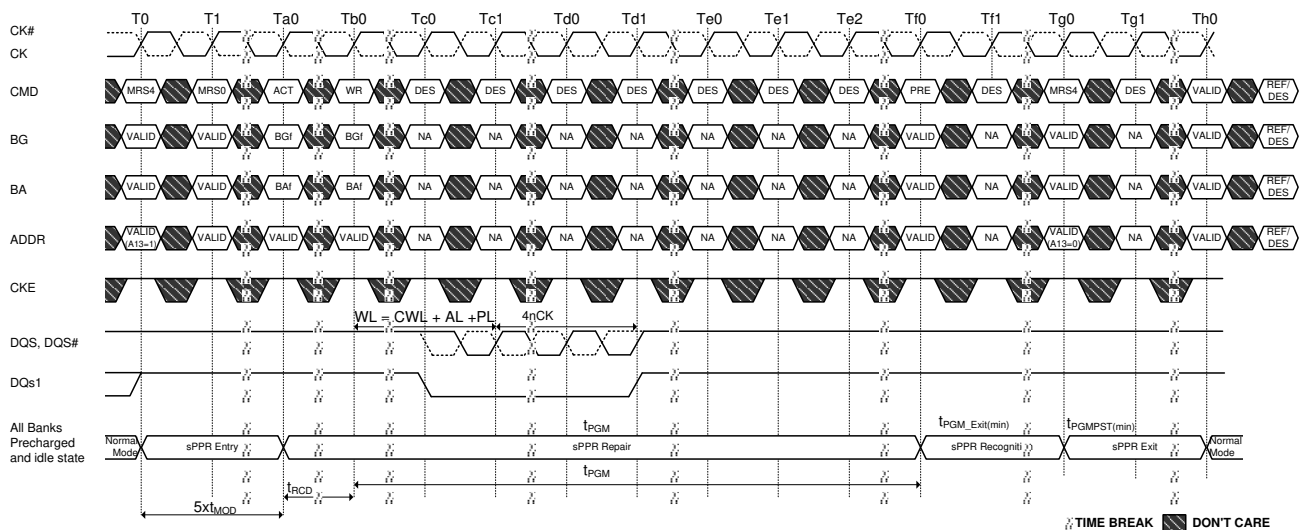 T0 T1 Ta0 Tb0 Tc0 Tc1 Td0 Td1 Te0 Te1 Te2 Tf0 Tf1 Tg0 Tg1 Th0
CK#
CK
CMD MRS4 MRS0 ACT WR DES DES DES DES DES DES DES PRE DES MRS4 DES VALID REF/DES
BG VALID VALID BGf BGf NA NA NA NA NA NA NA VALID NA VALID NA VALID REF/DES
BA VALID VALID BAf BAf NA NA NA NA NA NA NA VALID NA VALID NA VALID REF/DES
ADDR VALID (A13=1) VALID VALID VALID NA NA NA NA NA NA NA VALID NA VALID (A13=0) NA VALID REF/DES
CKE
WL = CWL + AL +PL 4nCK
DQS, DQS#
DQs1
All Banks
Precharged
and idle state
tPGM tPGM_Exit(min) tPGMPST(min)
Normal Mode sPPR Entry sPPR Repair sPPR Recogniti sPPR Exit Normal Mode
tRCD tPGM
5xtMOD
TIME BREAK DON'T CARE